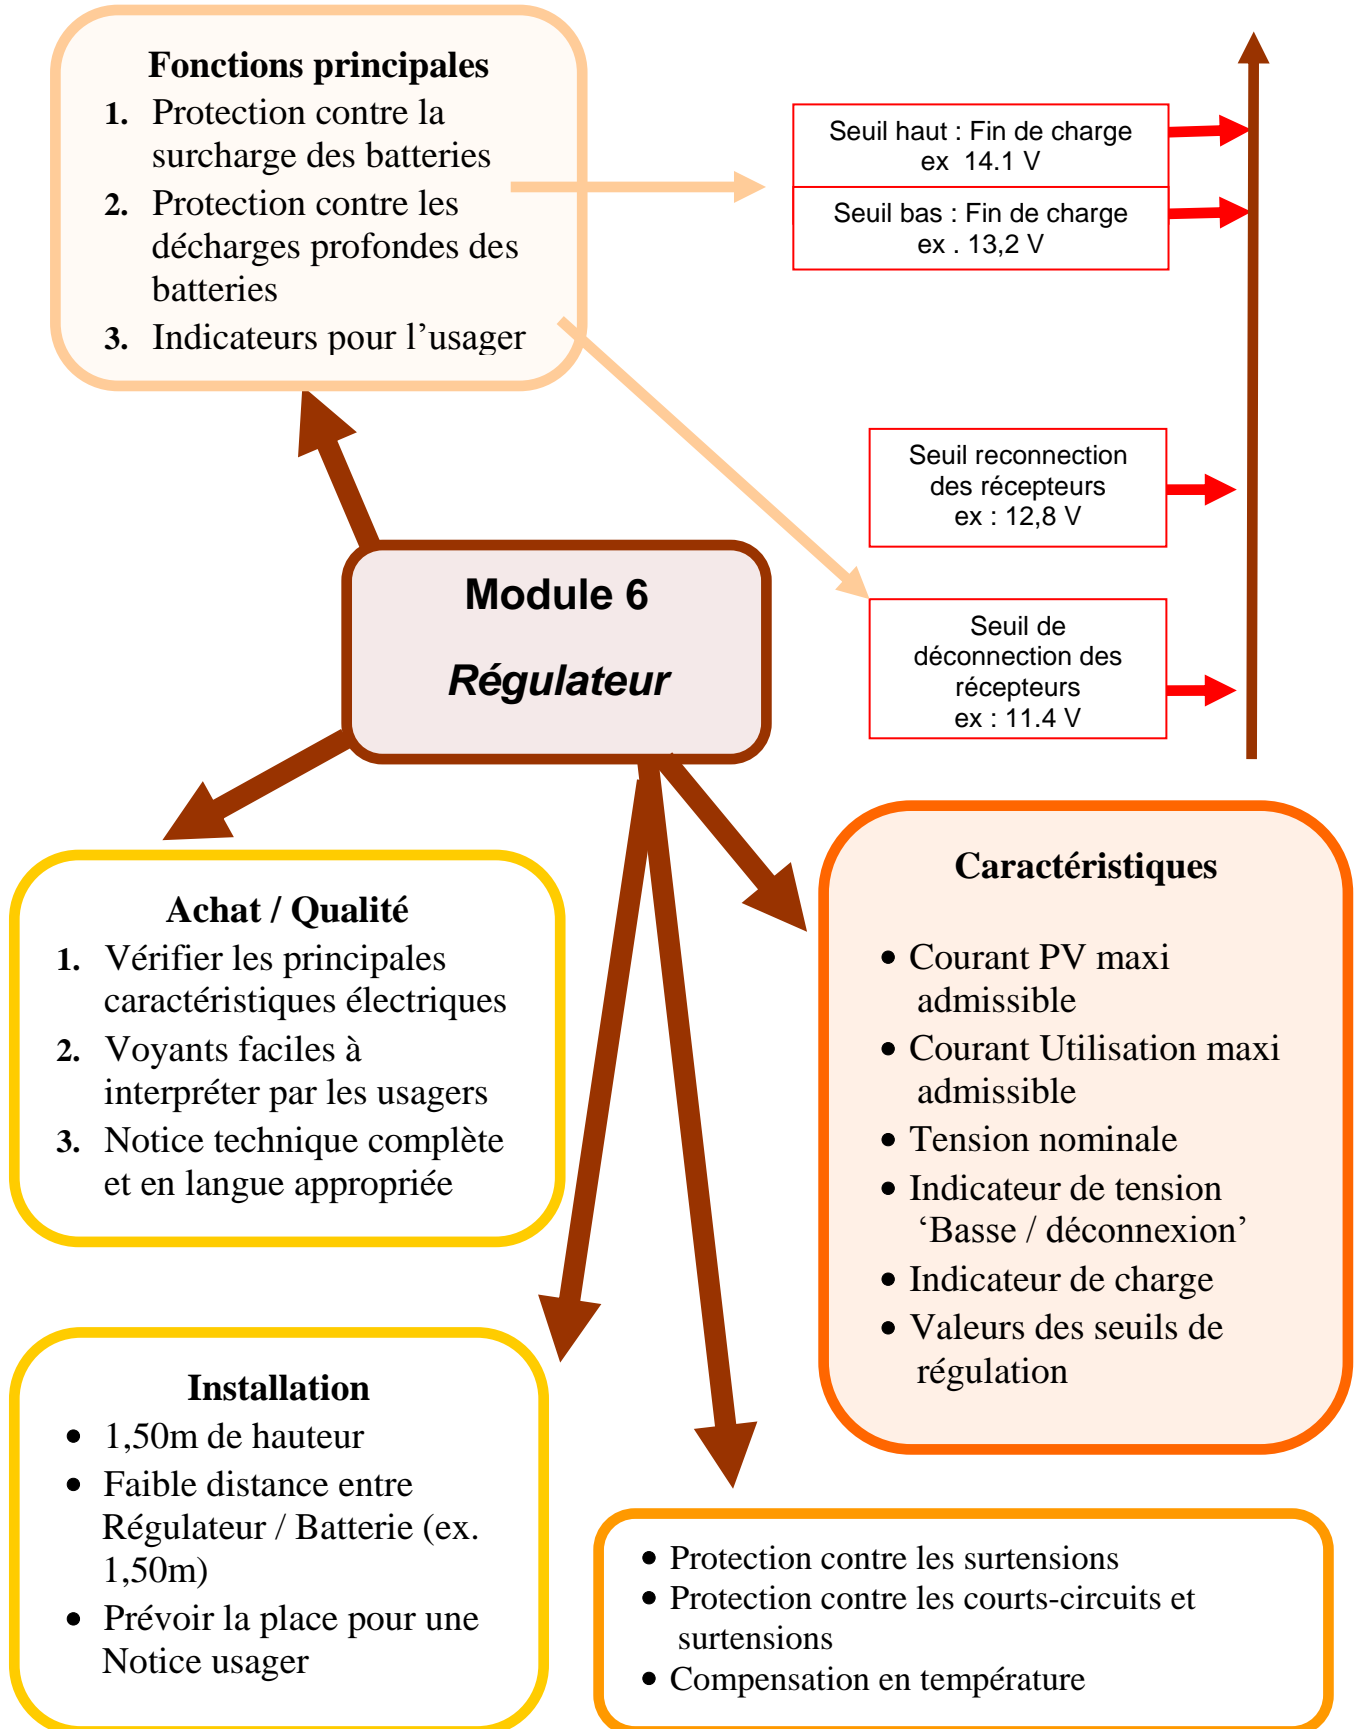 Fonctions principales
1. Protection contre la
surcharge des batteries
2. Protection contre les
décharges profondes des
batteries
3. Indicateurs pour l’usager
Seuil haut : Fin de charge
ex 14.1 V
Seuil bas : Fin de charge
ex . 13,2 V
Seuil reconnection
des récepteurs
ex : 12,8 V
Seuil de
déconnection des
récepteurs
ex : 11.4 V
Module 6
Régulateur
Achat / Qualité
1. Vérifier les principales
caractéristiques électriques
2. Voyants faciles à
interpréter par les usagers
3. Notice technique complète
et en langue appropriée
Caractéristiques
• Courant PV maxi
admissible
• Courant Utilisation maxi
admissible
• Tension nominale
• Indicateur de tension
‘Basse / déconnexion’
• Indicateur de charge
• Valeurs des seuils de
régulation
Installation
• 1,50m de hauteur
• Faible distance entre
Régulateur / Batterie (ex.
1,50m)
• Prévoir la place pour une
Notice usager
• Protection contre les surtensions
• Protection contre les courts-circuits et
surtensions
• Compensation en température